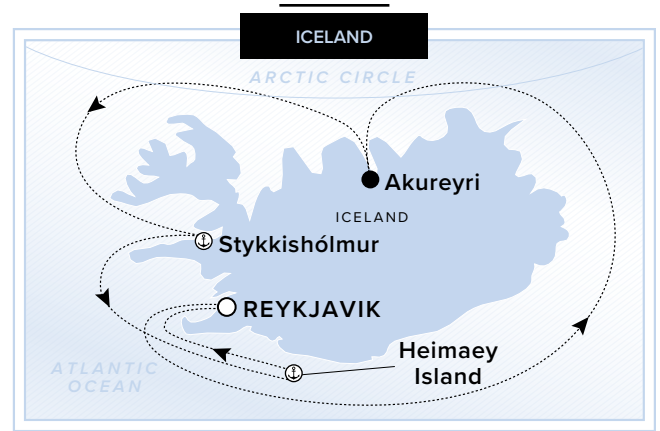 ICELAND
ARCTIC CIRCLE
Akureyri
ICELAND
Stykkishólmur
REYKJAVIK
Heimaey
Island
ATLANTIC
OCEAN